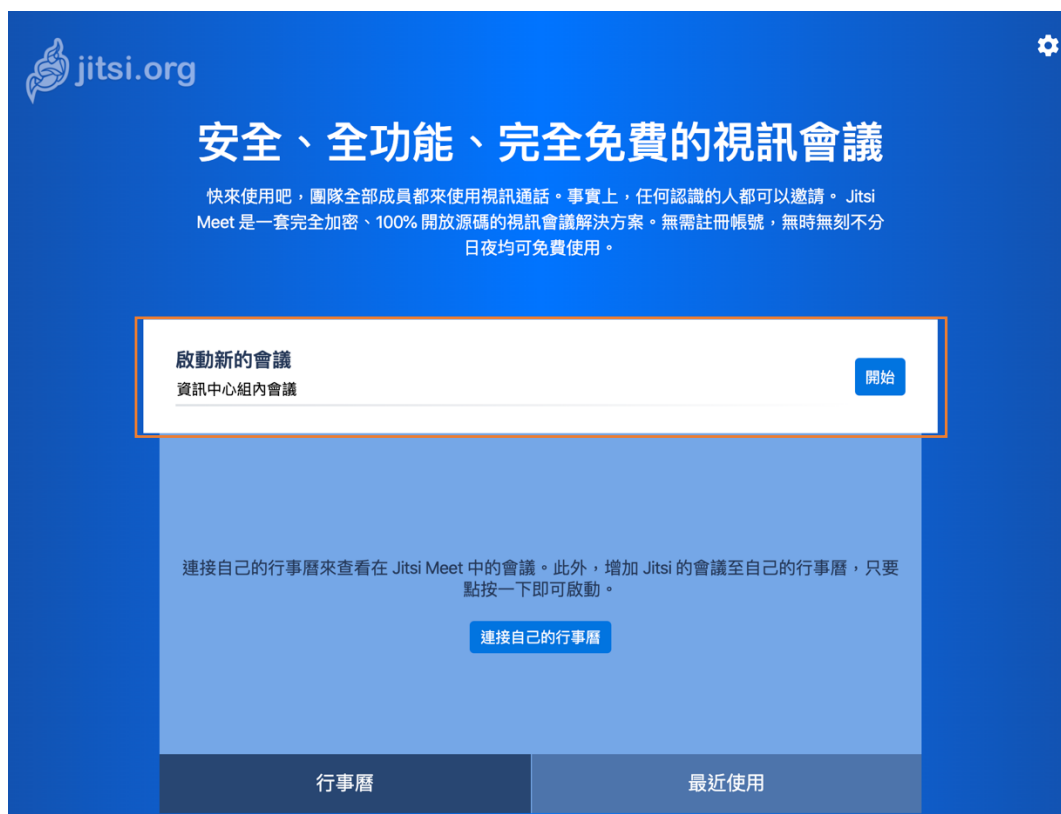 jitsi.org
安全、全功能、完全免費的視訊會議
快來使用吧，團隊全部成員都來使用視訊通話。事實上，任何認識的人都可以邀請。 Jitsi
Meet 是一套完全加密、100% 開放源碼的視訊會議解決方案。無需註冊帳號，無時無刻不分
日夜均可免費使用。
啟動新的會議
資訊中心組內會議
開始
連接自己的行事曆來查看在 Jitsi Meet 中的會議。此外，增加 Jitsi 的會議至自己的行事曆，只要
點按一下即可啟動。
連接自己的行事曆
行事曆
最近使用